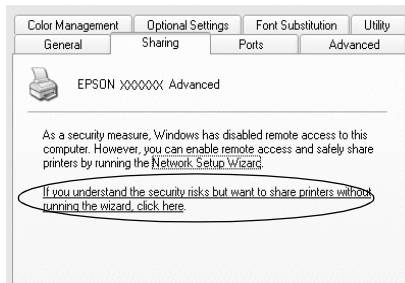 Color Management Optional Settings Font Substitution Utility
General Sharing Ports Advanced
EPSON XXXXXX Advanced
As a security measure, Windows has disabled remote access to this
computer. However, you can enable remote access and safely share
printers by running the Network Setup Wizard.
If you understand the security risks but want to share printers without
running the wizard, click here.